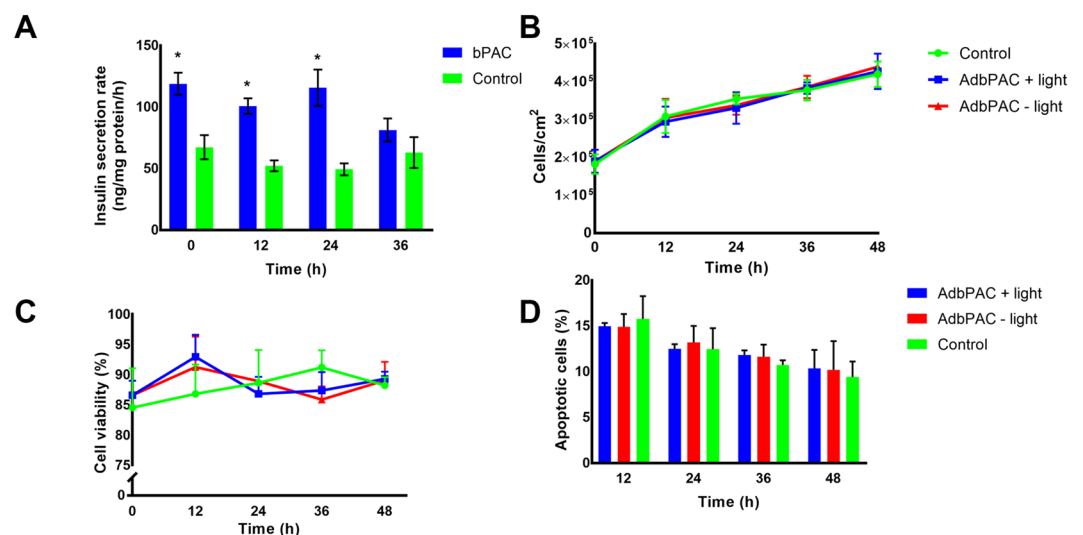 A
Insulin secretion rate
(ng/mg protein/h)
150
100
50
0
0 12 24 36
Time (h)
* * *
bPAC
Control
B
Cells/cm²
5×10⁵
4×10⁵
3×10⁵
2×10⁵
1×10⁵
0
0 12 24 36 48
Time (h)
Control
AdbPAC + light
AdbPAC - light
C
Cell viability (%)
100
95
90
85
80
75
0
0 12 24 36 48
Time (h)
D
Apoptotic cells (%)
20
15
10
5
0
12 24 36 48
Time (h)
AdbPAC + light
AdbPAC - light
Control